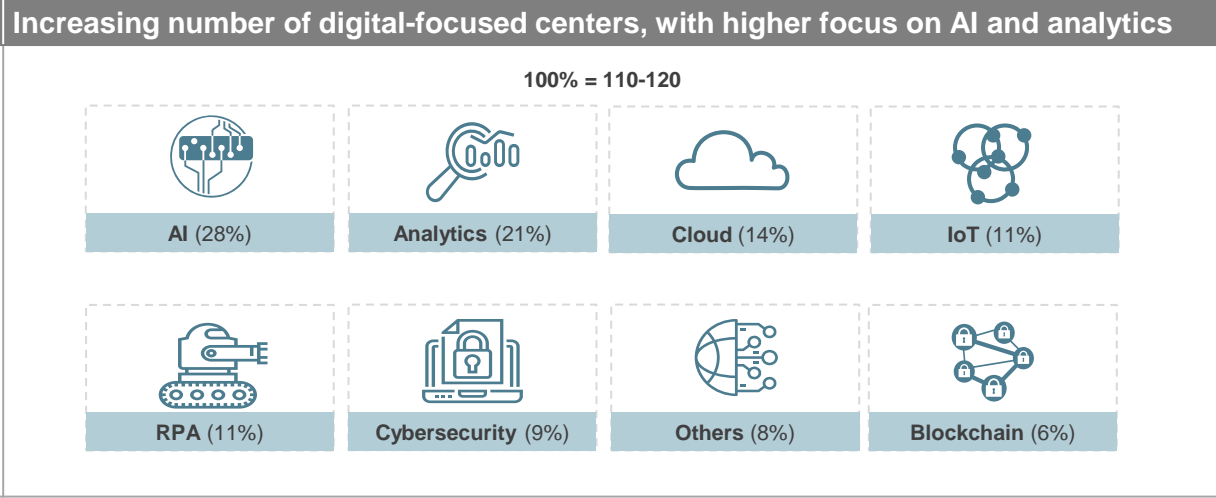 Increasing number of digital-focused centers, with higher focus on AI and analytics
100% = 110-120
AI (28%)
Analytics (21%)
Cloud (14%)
IoT (11%)
RPA (11%)
Cybersecurity (9%)
Others (8%)
Blockchain (6%)